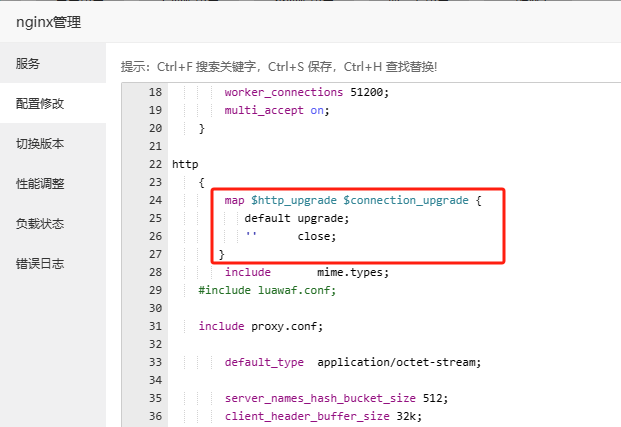 nginx管理
服务
配置修改
切换版本
性能调整
负载状态
错误日志
提示：Ctrl+F 搜索关键字，Ctrl+S 保存，Ctrl+H 查找替换!
18 worker_connections 51200;
19 multi_accept on;
20 }
21
22 http
23 {
24 map $http_upgrade $connection_upgrade {
25 default upgrade;
26 '' close;
27 }
28 include mime.types;
29 #include luawaf.conf;
30
31 include proxy.conf;
32
33 default_type application/octet-stream;
34
35 server_names_hash_bucket_size 512;
36 client_header_buffer_size 32k;